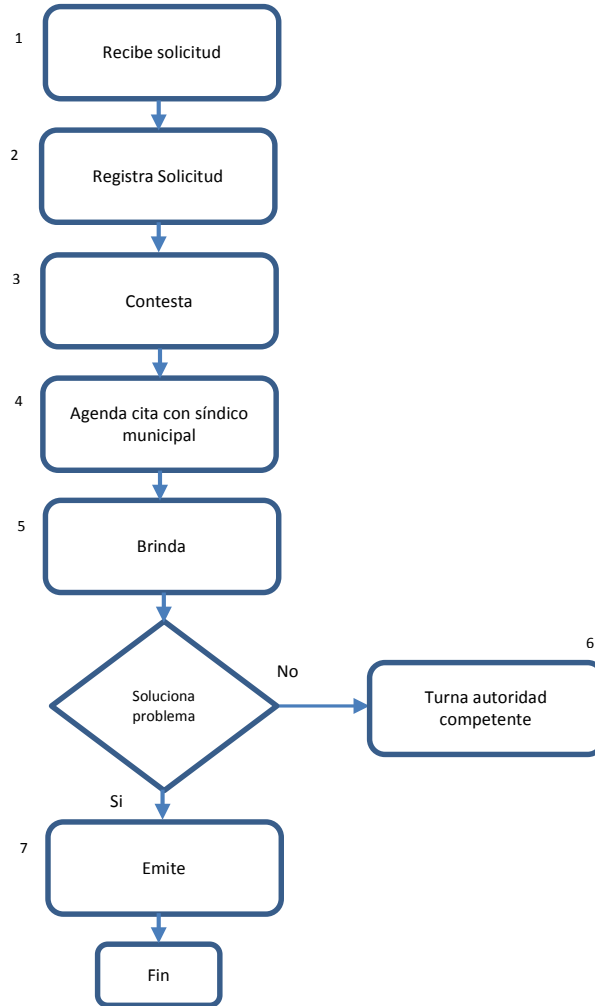 1
Recibe solicitud
2
Registra Solicitud
3
Contesta
4
Agenda cita con síndico
municipal
5
Brinda
Soluciona
problema
No
6
Turna autoridad
competente
Si
7
Emite
Fin